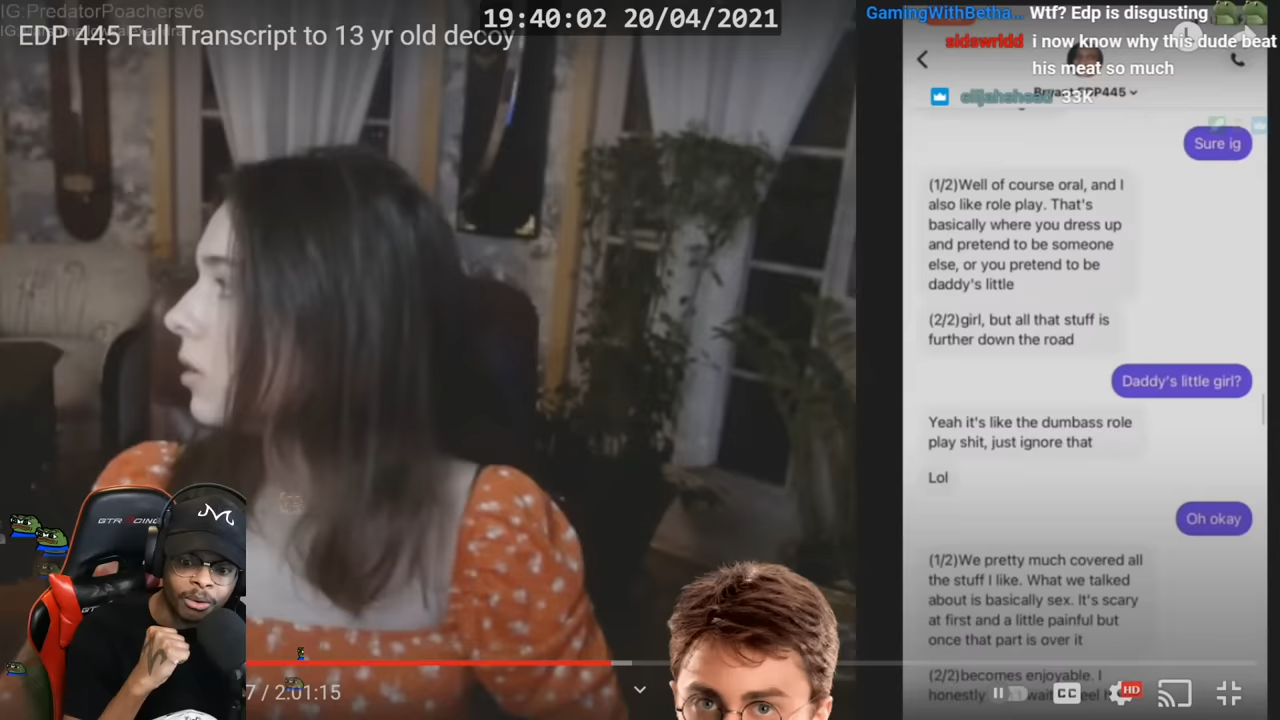 IG:PredatorPoachersv6
19:40:02 20/04/2021
EDP 445 Full Transcript to 13 yr old decoy
GamingWithBetha... Wtf? Edp is disgusting
i now know why this dude beat
his meat so much
33K
Sure ig
(1/2)Well of course oral, and I
also like role play. That's
basically where you dress up
and pretend to be someone
else, or you pretend to be
daddy's little
(2/2)girl, but all that stuff is
further down the road
Daddy's little girl?
Yeah it's like the dumbass role
play shit, just ignore that
Lol
Oh okay
(1/2)We pretty much covered all
the stuff I like. What we talked
about is basically sex. It's scary
at first and a little painful but
once that part is over it
(2/2)becomes enjoyable. I
honestly
GTRACING
GT
7 / 2:01:15
CC
HD